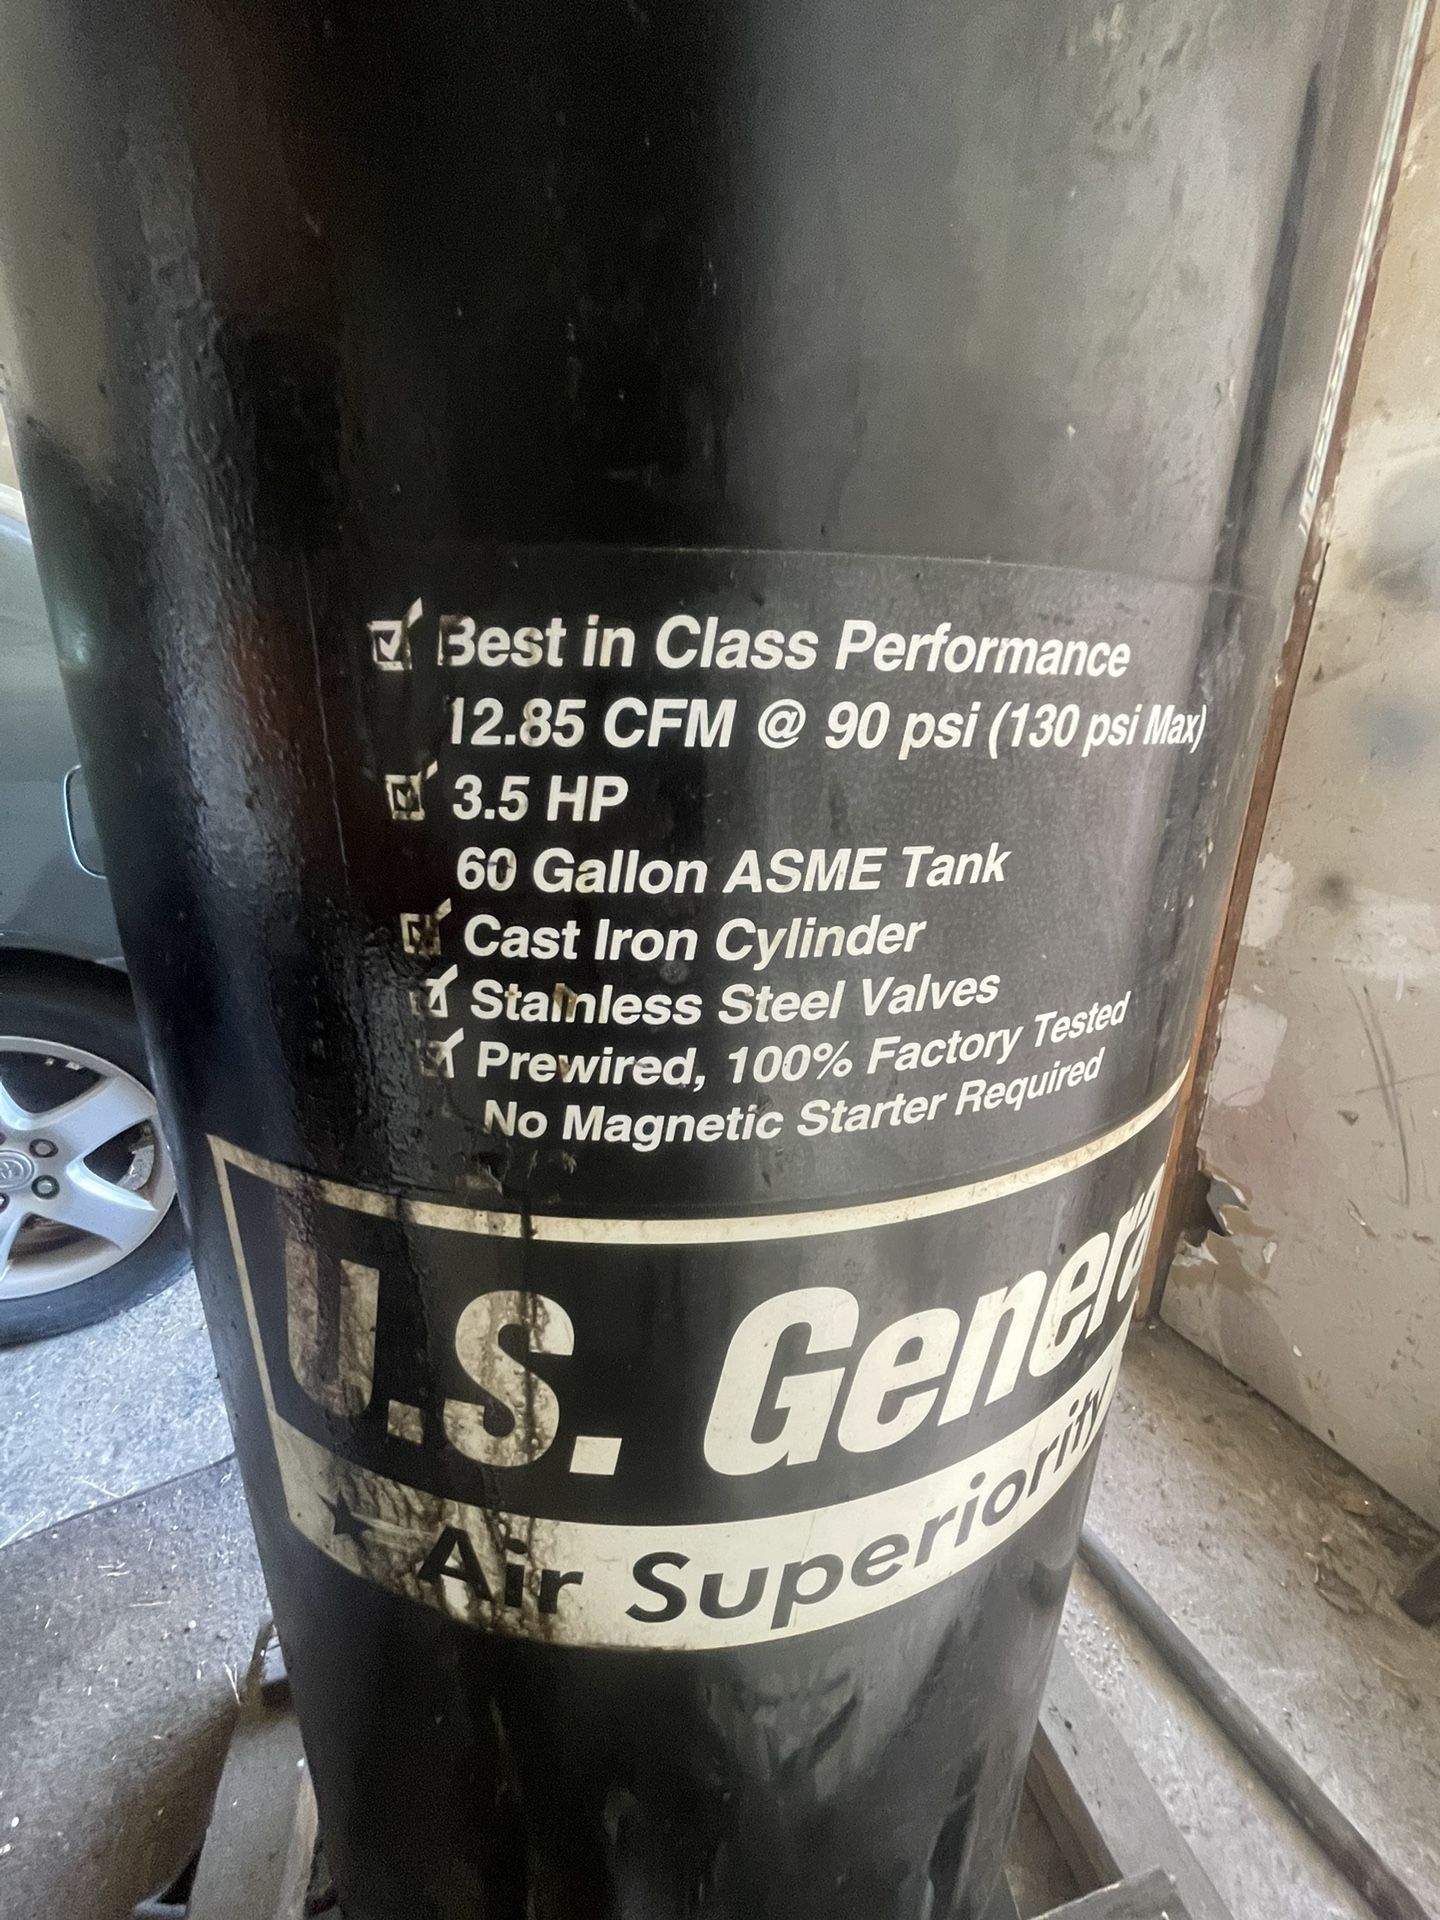 Best in Class Performance
12.85 CFM @ 90 psi (130 psi Max)
3.5 HP
60 Gallon ASME Tank
Cast Iron Cylinder
Stainless Steel Valves
Prewired, 100% Factory Tested
No Magnetic Starter Required
U.S. General
Air Superiority